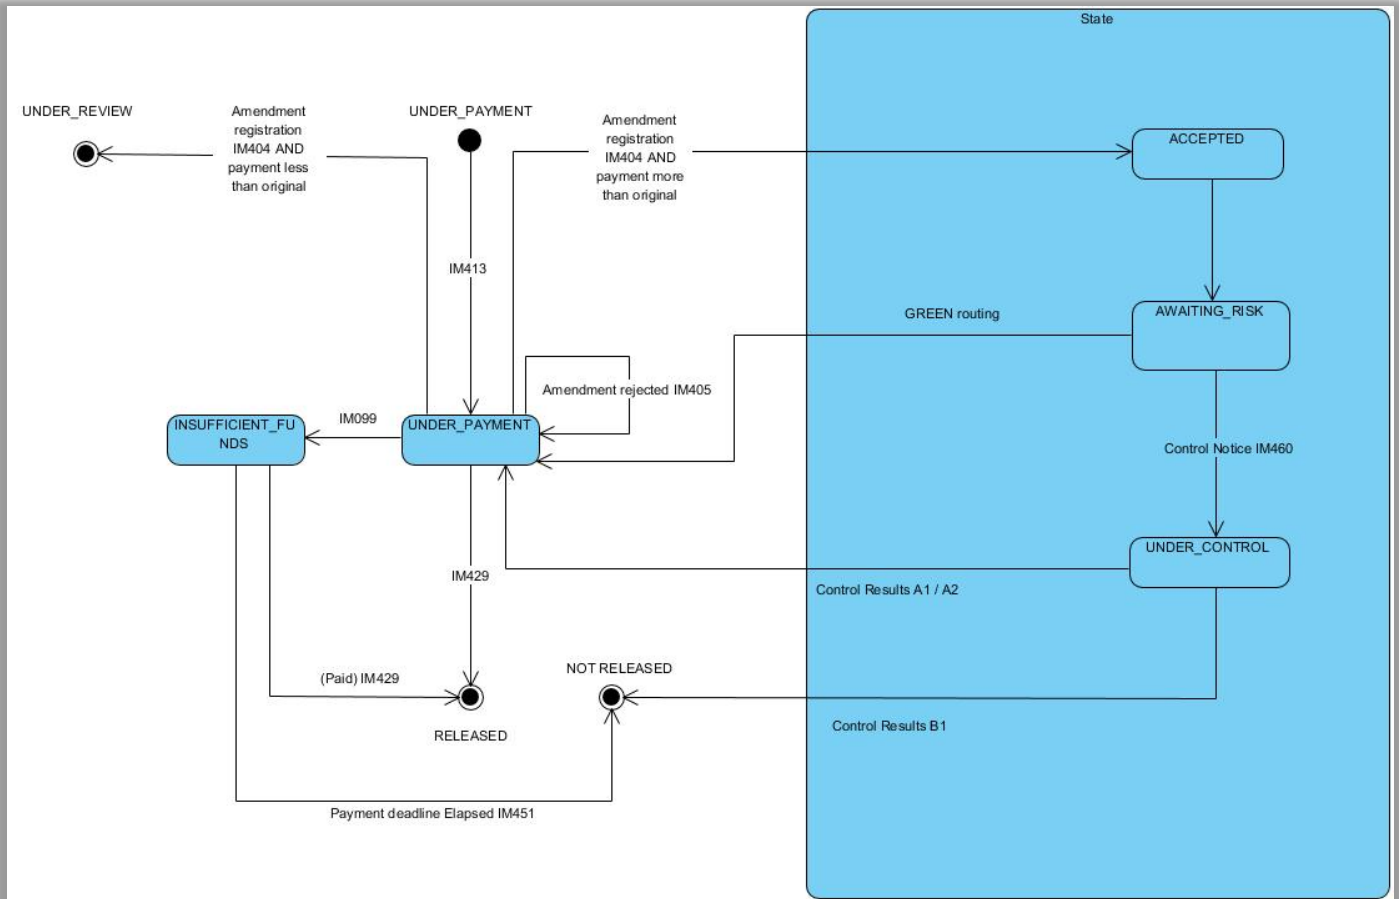 State
UNDER_REVIEW
Amendment
registration
IM404 AND
payment less
than original
UNDER_PAYMENT
Amendment
registration
IM404 AND
payment more
than original
ACCEPTED
IM413
GREEN routing
AWAITING_RISK
Amendment rejected IM405
INSUFFICIENT_FU
NDS
IM099
UNDER_PAYMENT
Control Notice IM460
UNDER_CONTROL
IM429
Control Results A1 / A2
(Paid) IM429
NOT RELEASED
RELEASED
Control Results B1
Payment deadline Elapsed IM451